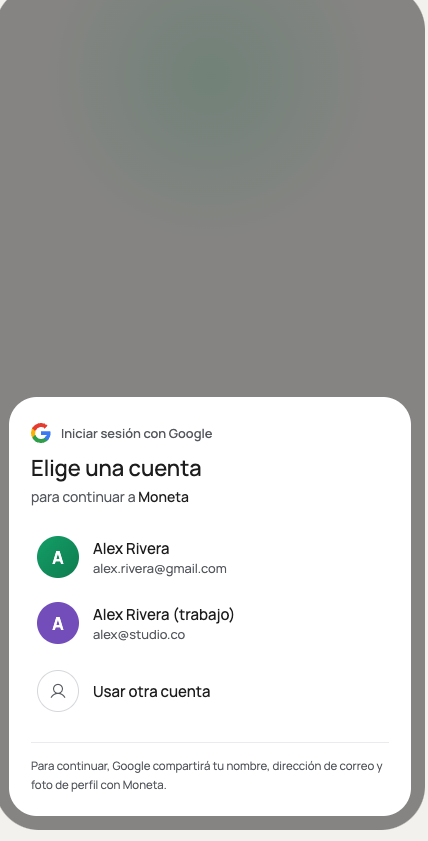 Iniciar sesión con Google
Elige una cuenta
para continuar a Moneta
A
Alex Rivera
alex.rivera@gmail.com
A
Alex Rivera (trabajo)
alex@studio.co
Usar otra cuenta
Para continuar, Google compartirá tu nombre, dirección de correo y
foto de perfil con Moneta.